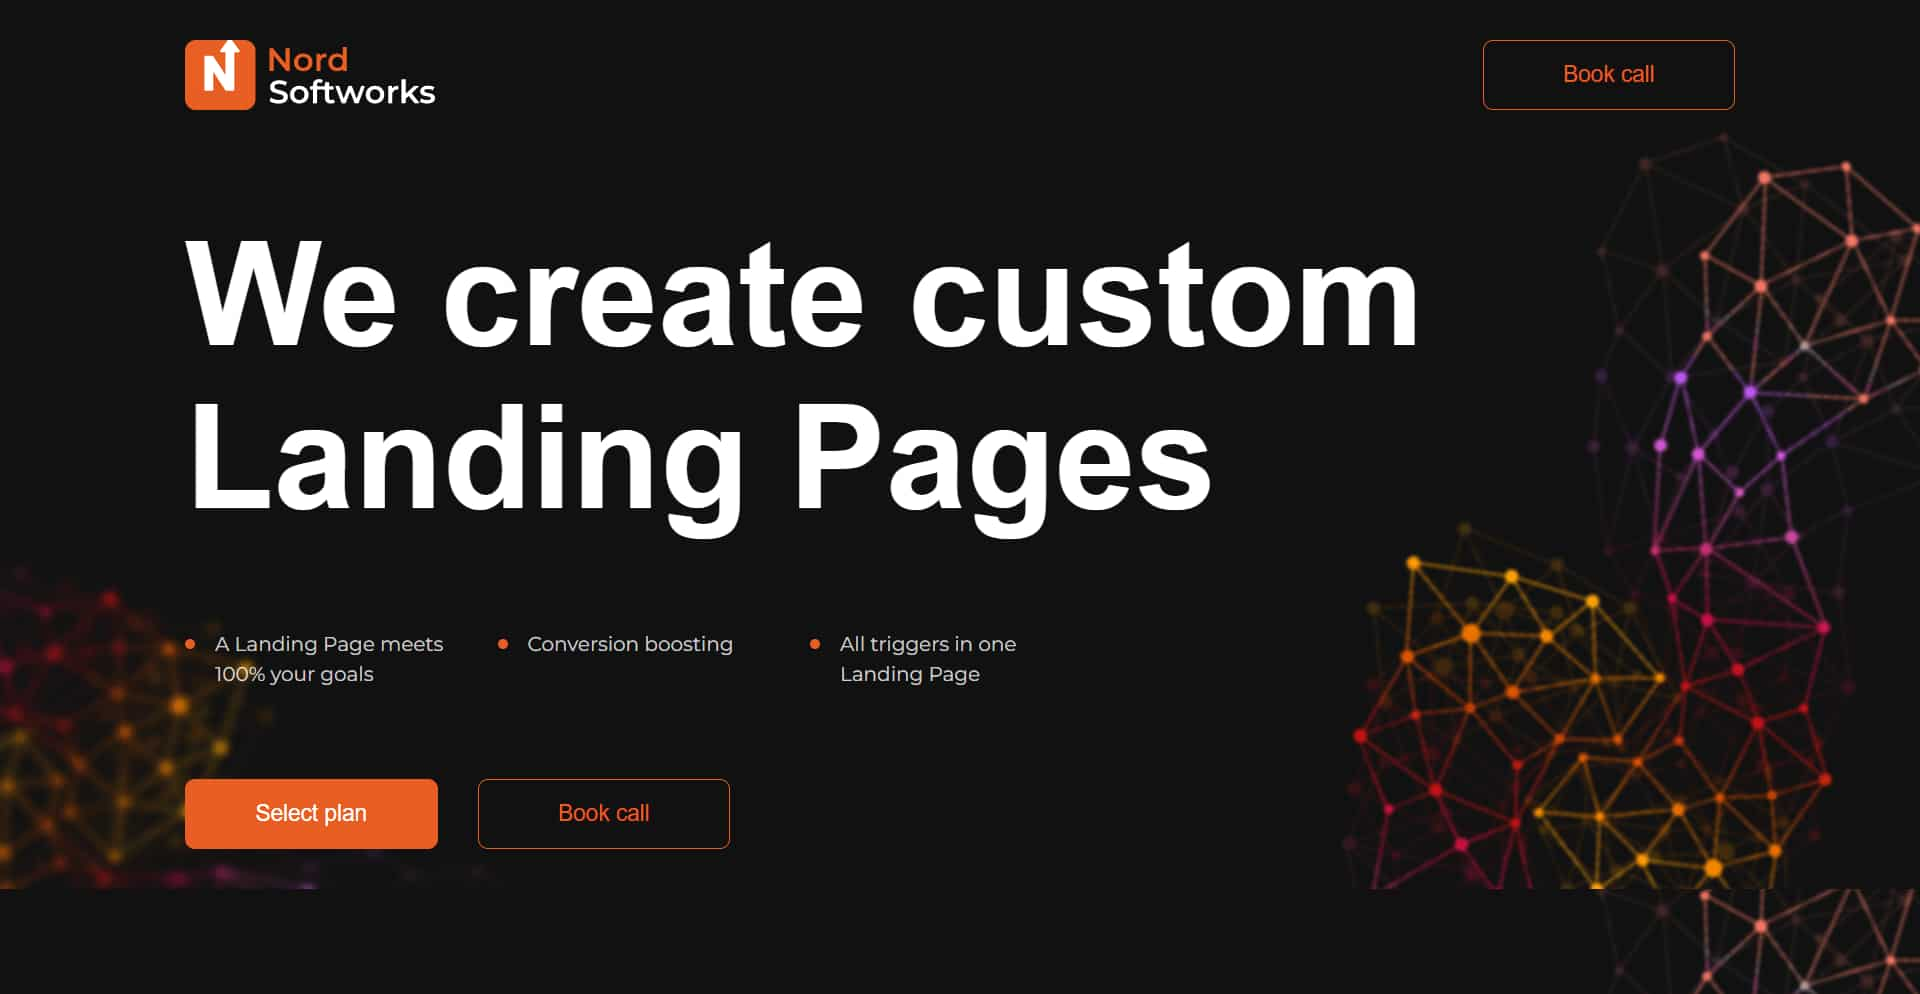 N
Nord
Softworks
Book call
We create custom
Landing Pages
A Landing Page meets
100% your goals
Conversion boosting
All triggers in one
Landing Page
Select plan
Book call